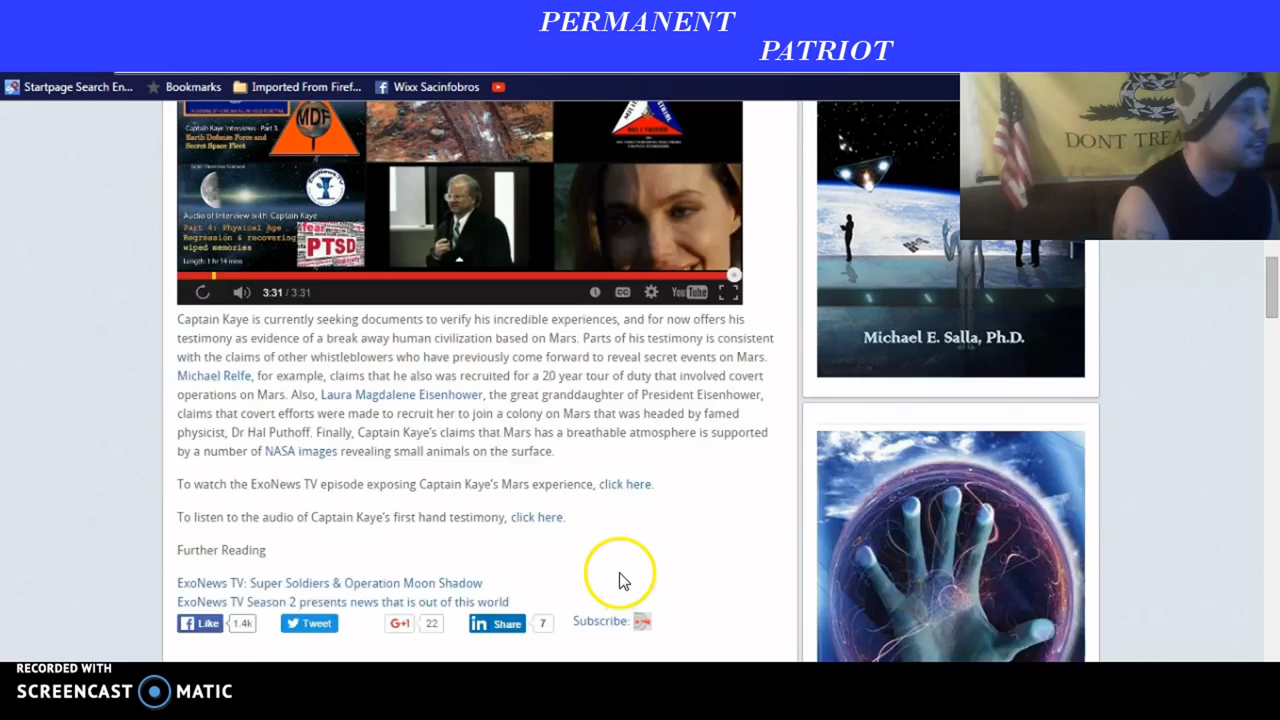 PERMANENT
PATRIOT
Startpage Search En...
Bookmarks
Imported From Firef...
Wixx Sacinfobros
DONT TREA
MDF
Captain Kaye Interviews - Part 3
Earth Defense Force and
Secret Space Fleet
ExoNews TV
Audio of Interview with Captain Kaye
Part 4: Physical Age
Regression & recovering
wiped memories
Length: 1 hr 14 mins
fear
PTSD
3:31 / 3:31
CC
YouTube
Michael E. Salla, Ph.D.
Captain Kaye is currently seeking documents to verify his incredible experiences, and for now offers his
testimony as evidence of a break away human civilization based on Mars. Parts of his testimony is consistent
with the claims of other whistleblowers who have previously come forward to reveal secret events on Mars.
Michael Relfe, for example, claims that he also was recruited for a 20 year tour of duty that involved covert
operations on Mars. Also, Laura Magdalene Eisenhower, the great granddaughter of President Eisenhower,
claims that covert efforts were made to recruit her to join a colony on Mars that was headed by famed
physicist, Dr Hal Puthoff. Finally, Captain Kaye's claims that Mars has a breathable atmosphere is supported
by a number of NASA images revealing small animals on the surface.
To watch the ExoNews TV episode exposing Captain Kaye's Mars experience, click here.
To listen to the audio of Captain Kaye's first hand testimony, click here.
Further Reading
ExoNews TV: Super Soldiers & Operation Moon Shadow
ExoNews TV Season 2 presents news that is out of this world
Like 1.4k Tweet G+1 22 in Share 7 Subscribe:
RECORDED WITH
SCREENCAST MATIC